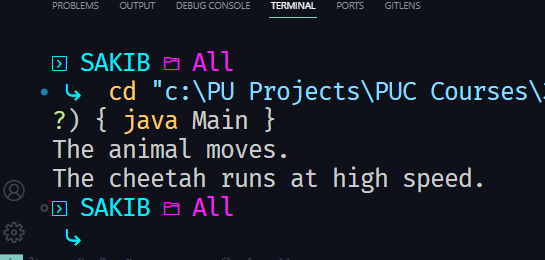 PROBLEMS OUTPUT DEBUG CONSOLE TERMINAL PORTS GITLENS
SAKIB All
cd "c:\PU Projects\PUC Courses\
?) { java Main }
The animal moves.
The cheetah runs at high speed.
SAKIB All